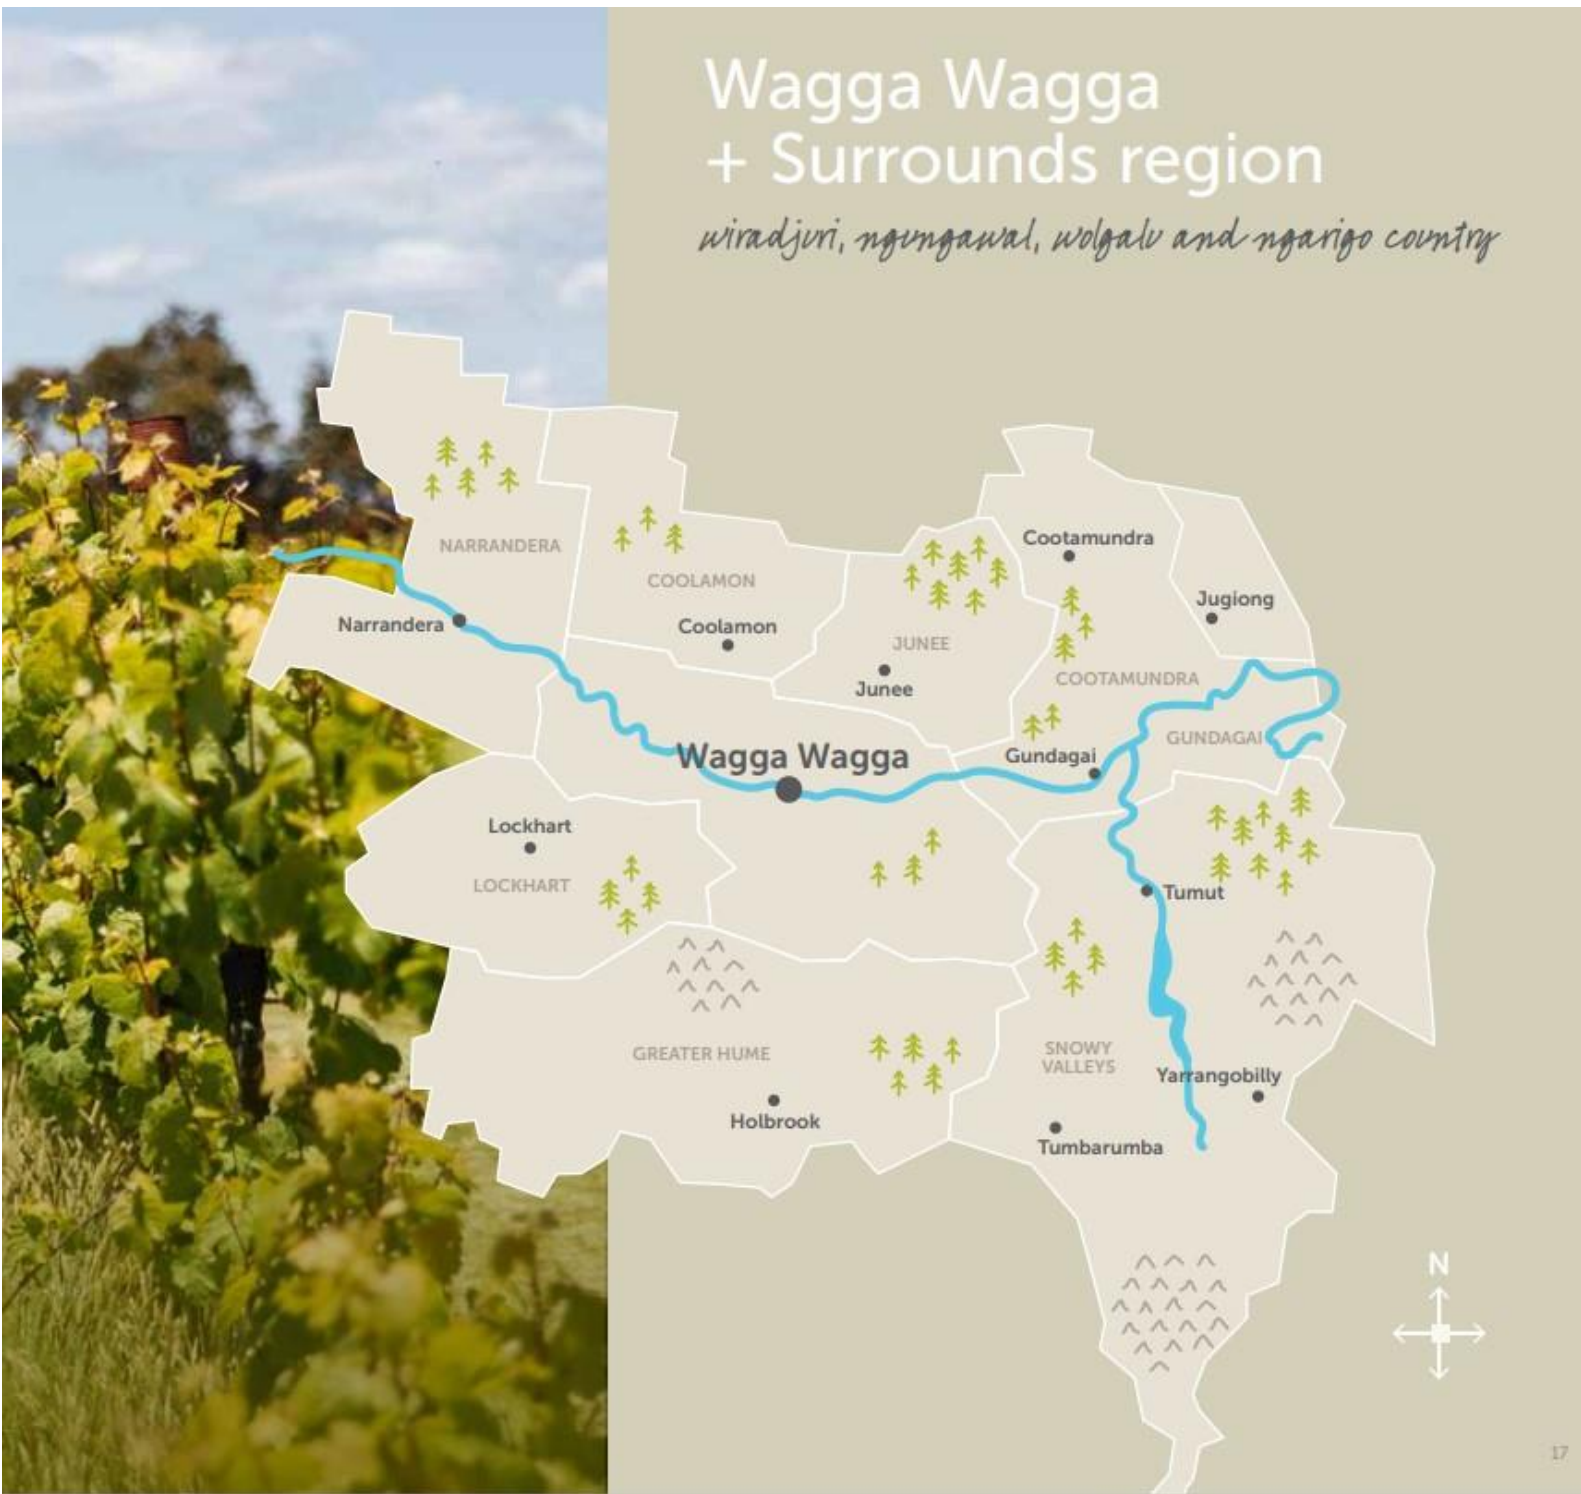 Wagga Wagga
+ Surrounds region
wiradjuri, ngungawal, wolgalu and ngarigo country
Cootamundra
NARRANDERA
COOLAMON
Jugiong
Narrandera
Coolamon
JUNEE
COOTAMUNDRA
Junee
GUNDAGAI
Wagga Wagga
Gundagai
Lockhart
LOCKHART
Tumut
SNOWY
VALLEYS
GREATER HUME
Yarrangobilly
Holbrook
Tumbarumba
N
17